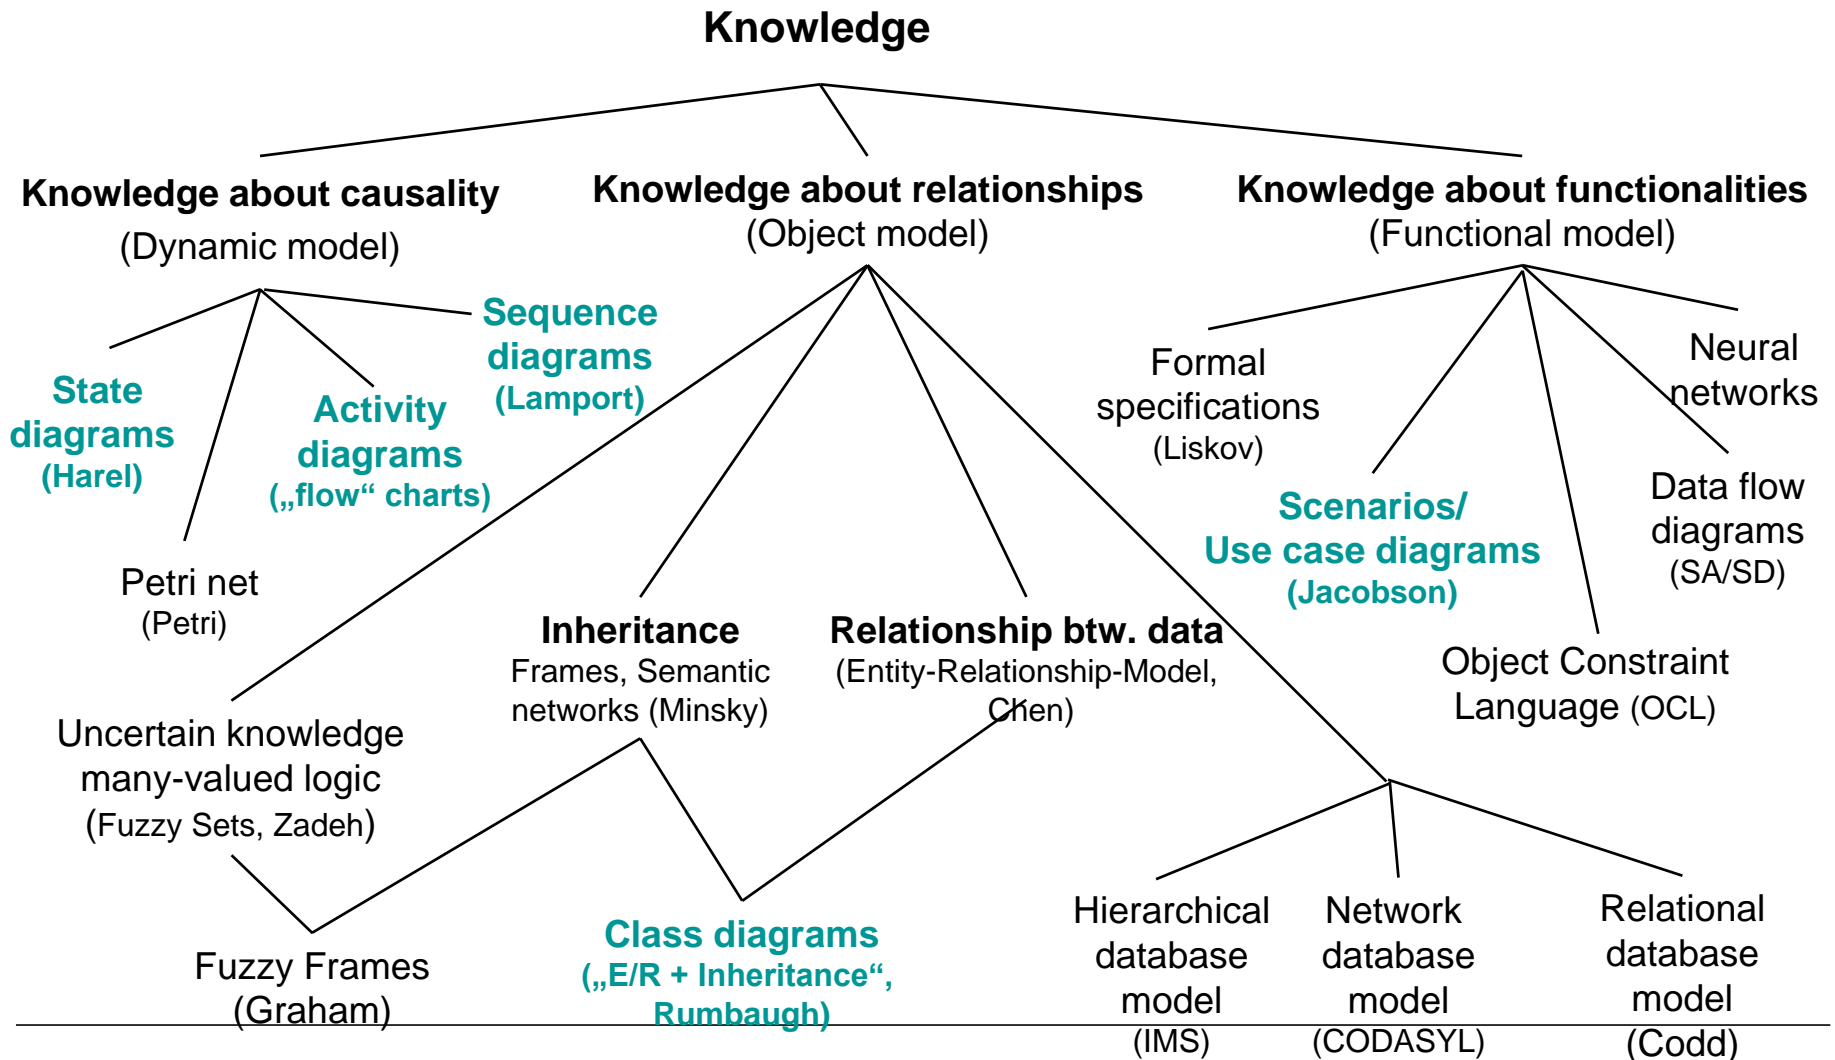 Knowledge
Knowledge about causality
(Dynamic model)
Knowledge about relationships
(Object model)
Knowledge about functionalities
(Functional model)
State
diagrams
(Harel)
Petri net
(Petri)
Activity
diagrams
(„flow“ charts)
Sequence
diagrams
(Lamport)
Uncertain knowledge
many-valued logic
(Fuzzy Sets, Zadeh)
Inheritance
Frames, Semantic
networks (Minsky)
Relationship btw. data
(Entity-Relationship-Model,
Chen)
Fuzzy Frames
(Graham)
Class diagrams
(„E/R + Inheritance“,
Rumbaugh)
Hierarchical
database
model
(IMS)
Network
database
model
(CODASYL)
Relational
database
model
(Codd)
Formal
specifications
(Liskov)
Scenarios/
Use case diagrams
(Jacobson)
Object Constraint
Language (OCL)
Data flow
diagrams
(SA/SD)
Neural
networks